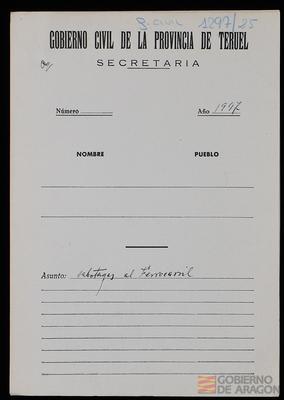 G. Civil 1297/25
GOBIERNO CIVIL DE LA PROVINCIA DE TERUEL
SECRETARIA
Número
Año 1947
NOMBRE PUEBLO
Asunto: Sabotages al Ferrocarril
GOBIERNO
DE ARAGON